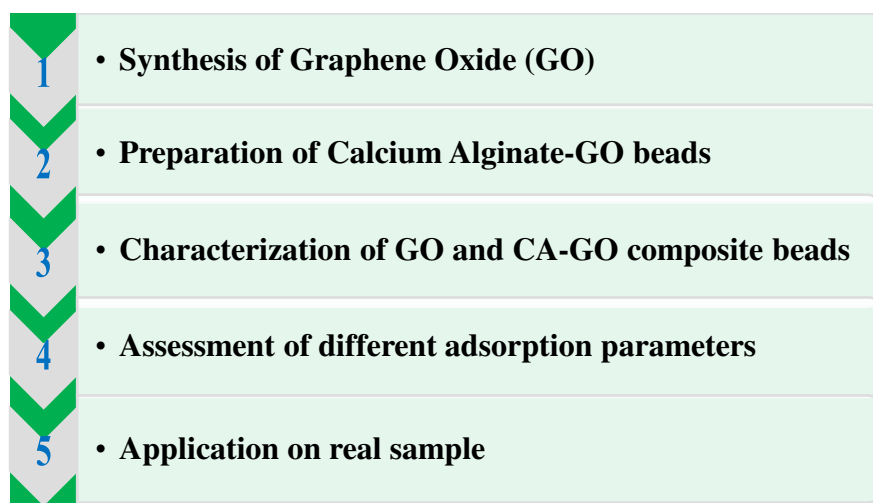 1
• Synthesis of Graphene Oxide (GO)
2
• Preparation of Calcium Alginate-GO beads
3
• Characterization of GO and CA-GO composite beads
4
• Assessment of different adsorption parameters
5
• Application on real sample